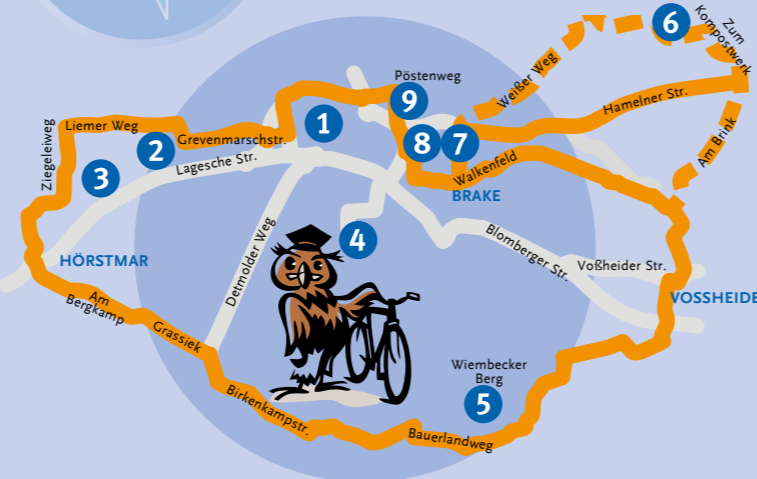 6
Zum
Kompostwerk
Pöstenweg
Weißer Weg
9
Hamelner Str.
Liemer Weg
1
Ziegeleiweg
Grevenmarschstr.
8
7
2
Am Brink
Lagesche Str.
3
Walkenfeld
BRAKE
4
Detmolder Weg
Blomberger Str.
HÖRSTMAR
Voßheider Str.
Am
Bergkamp
VOSSHEIDE
Grassiek
Wiembecker
Berg
5
Birkenkampstr.
Bauerlandweg